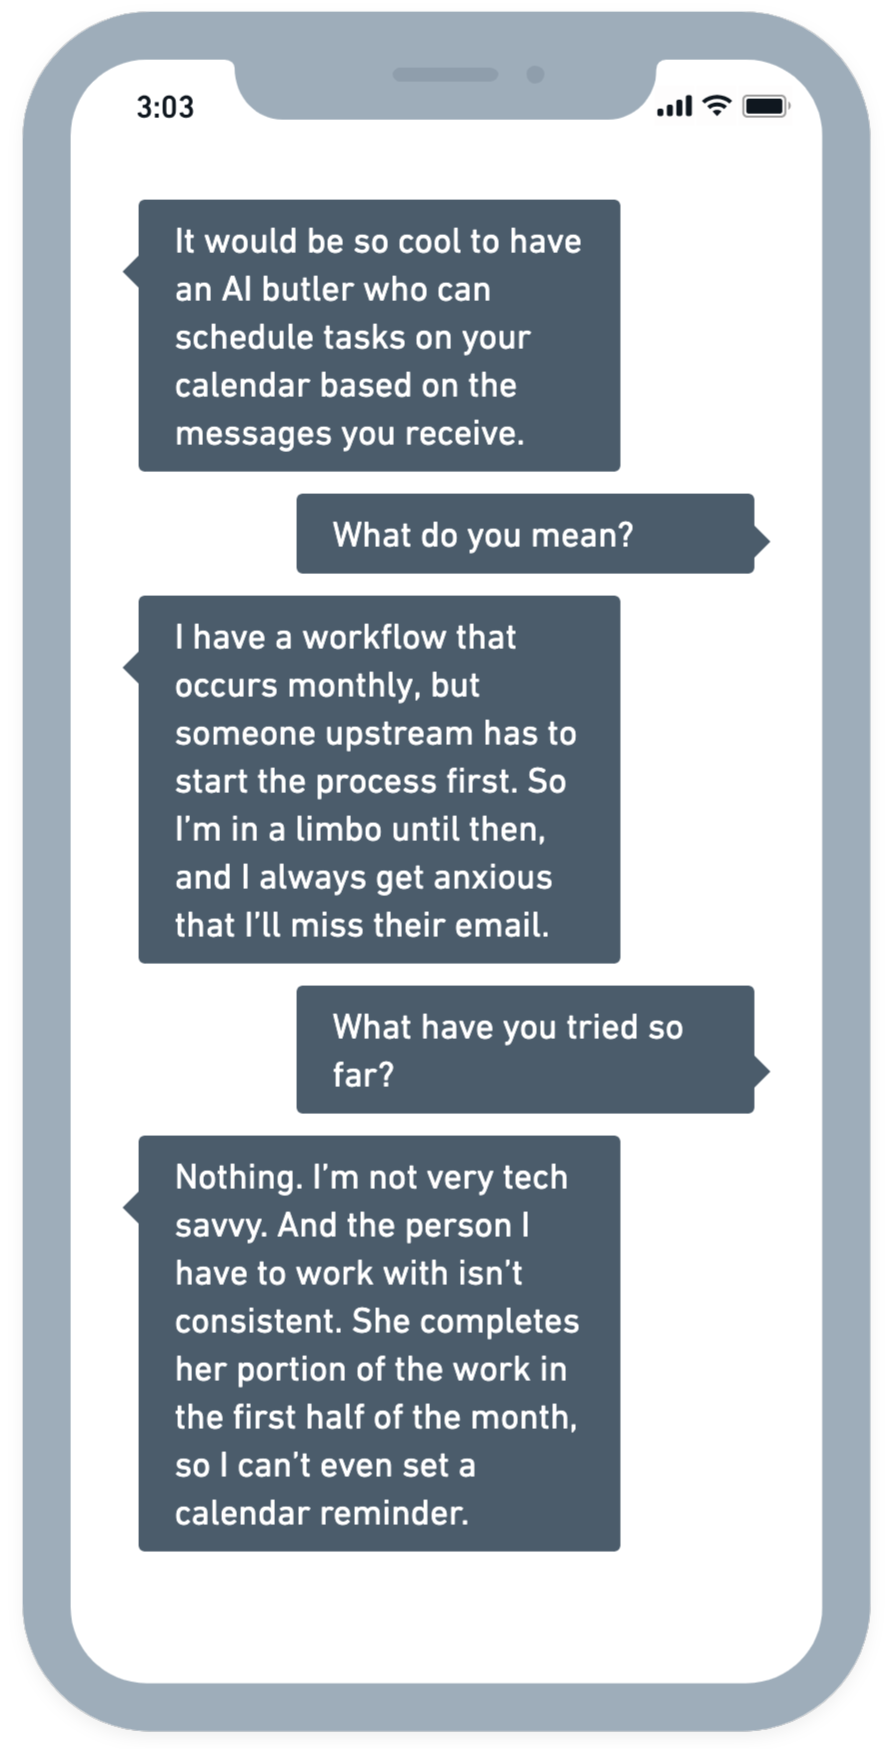 3:03
It would be so cool to have
an AI butler who can
schedule tasks on your
calendar based on the
messages you receive.
What do you mean?
I have a workflow that
occurs monthly, but
someone upstream has to
start the process first. So
I’m in a limbo until then,
and I always get anxious
that I’ll miss their email.
What have you tried so
far?
Nothing. I’m not very tech
savvy. And the person I
have to work with isn’t
consistent. She completes
her portion of the work in
the first half of the month,
so I can’t even set a
calendar reminder.